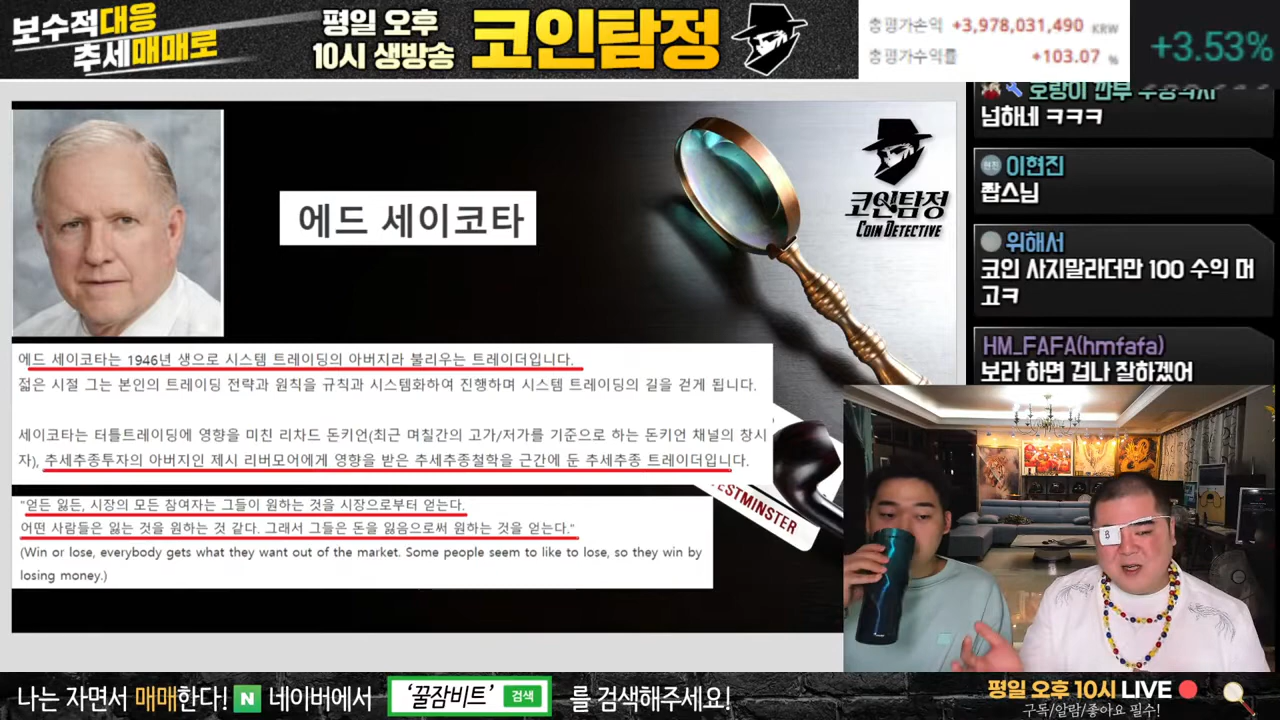 보수적대응
추세매매로
평일 오후
10시 생방송
코인탐정
총평가손익 +3,978,031,490 KRW
총평가수익률 +103.07 %
+3.53%
넘하네 ㅋㅋㅋ
이현진
짭스님
위해서
코인 사지말라더만 100 수익 머
고ㅋ
HM_FAFA(hmfafa)
보라 하면 겁나 잘하겠어
에드 세이코타
코인탐정
COIN DETECTIVE
에드 세이코타는 1946년 생으로 시스템 트레이딩의 아버지라 불리우는 트레이더입니다.
젊은 시절 그는 본인의 트레이딩 전략과 원칙을 규칙과 시스템화하여 진행하며 시스템 트레이딩의 길을 걷게 됩니다.
세이코타는 터틀트레이딩에 영향을 미친 리차드 돈키언(최근 며칠간의 고가/저가를 기준으로 하는 돈키언 채널의 창시
자), 추세추종투자의 아버지인 제시 리버모어에게 영향을 받은 추세추종철학을 근간에 둔 추세추종 트레이더입니다.
"얻든 잃든, 시장의 모든 참여자는 그들이 원하는 것을 시장으로부터 얻는다.
어떤 사람들은 잃는 것을 원하는 것 같다. 그래서 그들은 돈을 잃음으로써 원하는 것을 얻는다."
(Win or lose, everybody gets what they want out of the market. Some people seem to like to lose, so they win by
losing money.)
WESTMINSTER
B
나는 자면서 매매한다! N 네이버에서 '꿀잠비트' 검색 를 검색해주세요!
평일 오후 10시 LIVE
구독/알람/좋아요 필수!